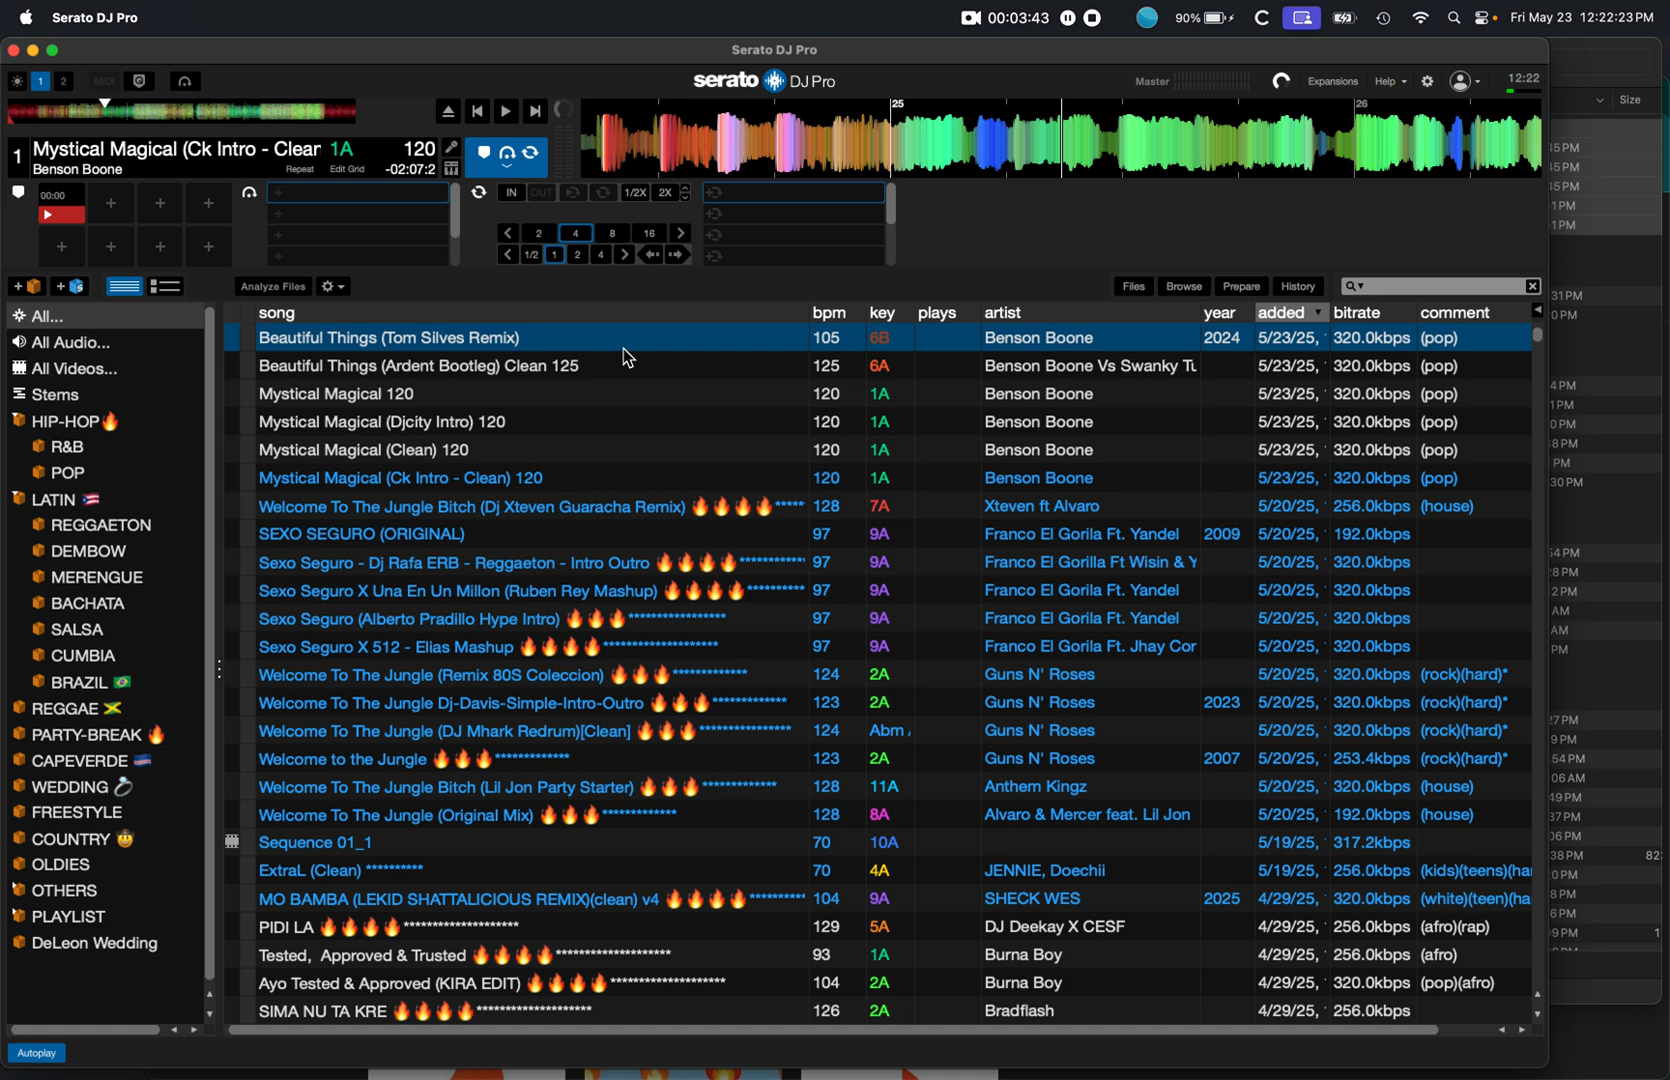 Serato DJ Pro 00:03:43 90% Fri May 23 12:22:23 PM
Serato DJ Pro
1 2 MIDI serato DJ Pro Master Expansions Help 12:22
Size
25 26
1 Mystical Magical (Ck Intro - Clear 1A 120
Benson Boone Repeat Edit Grid -02:07:2
00:00 IN OUT 1/2X 2X
2 4 8 16
1/2 1 2 4
Analyze Files Files Browse Prepare History
song bpm key plays artist year added bitrate comment
All...
All Audio...
All Videos...
Stems
HIP-HOP🔥
R&B
POP
LATIN 🇵🇷
REGGAETON
DEMBOW
MERENGUE
BACHATA
SALSA
CUMBIA
BRAZIL 🇧🇷
REGGAE 🇯🇲
PARTY-BREAK 🔥
CAPEVERDE 🇨🇻
WEDDING 💍
FREESTYLE
COUNTRY 🤠
OLDIES
OTHERS
PLAYLIST
DeLeon Wedding
Beautiful Things (Tom Silves Remix) 105 6B Benson Boone 2024 5/23/25, 320.0kbps (pop)
Beautiful Things (Ardent Bootleg) Clean 125 125 6A Benson Boone Vs Swanky Tu 5/23/25, 320.0kbps (pop)
Mystical Magical 120 120 1A Benson Boone 5/23/25, 320.0kbps (pop)
Mystical Magical (Djcity Intro) 120 120 1A Benson Boone 5/23/25, 320.0kbps (pop)
Mystical Magical (Clean) 120 120 1A Benson Boone 5/23/25, 320.0kbps (pop)
Mystical Magical (Ck Intro - Clean) 120 120 1A Benson Boone 5/23/25, 320.0kbps (pop)
Welcome To The Jungle Bitch (Dj Xteven Guaracha Remix) 🔥🔥🔥🔥***** 128 7A Xteven ft Alvaro 5/20/25, 256.0kbps (house)
SEXO SEGURO (ORIGINAL) 97 9A Franco El Gorila Ft. Yandel 2009 5/20/25, 192.0kbps
Sexo Seguro - Dj Rafa ERB - Reggaeton - Intro Outro 🔥🔥🔥🔥*********** 97 9A Franco El Gorilla Ft Wisin & Y 5/20/25, 320.0kbps
Sexo Seguro X Una En Un Millon (Ruben Rey Mashup) 🔥🔥🔥🔥********** 97 9A Franco El Gorila Ft. Yandel 5/20/25, 320.0kbps
Sexo Seguro (Alberto Pradillo Hype Intro) 🔥🔥🔥***************** 97 9A Franco El Gorila Ft. Yandel 5/20/25, 320.0kbps
Sexo Seguro X 512 - Elias Mashup 🔥🔥🔥🔥******************** 97 9A Franco El Gorila Ft. Jhay Cor 5/20/25, 320.0kbps
Welcome To The Jungle (Remix 80S Coleccion) 🔥🔥🔥************* 124 2A Guns N' Roses 5/20/25, 320.0kbps (rock)(hard)*
Welcome To The Jungle Dj-Davis-Simple-Intro-Outro 🔥🔥🔥************* 123 2A Guns N' Roses 2023 5/20/25, 320.0kbps (rock)(hard)*
Welcome To The Jungle (DJ Mhark Redrum)[Clean] 🔥🔥🔥**************** 124 Abm Guns N' Roses 5/20/25, 320.0kbps (rock)(hard)*
Welcome to the Jungle 🔥🔥🔥************* 123 2A Guns N' Roses 2007 5/20/25, 253.4kbps (rock)(hard)*
Welcome To The Jungle Bitch (Lil Jon Party Starter) 🔥🔥🔥************* 128 11A Anthem Kingz 5/20/25, 320.0kbps (house)
Welcome To The Jungle (Original Mix) 🔥🔥🔥************* 128 8A Alvaro & Mercer feat. Lil Jon 5/20/25, 192.0kbps (house)
Sequence 01_1 70 10A 5/19/25, 317.2kbps
ExtraL (Clean) ********** 70 4A JENNIE, Doechii 5/19/25, 256.0kbps (kids)(teens)(ha
MO BAMBA (LEKID SHATTALICIOUS REMIX)(clean) v4 🔥🔥🔥🔥********** 104 9A SHECK WES 2025 4/29/25, 320.0kbps (white)(teen)(ha
PIDI LA 🔥🔥🔥🔥******************** 129 5A DJ Deekay X CESF 4/29/25, 256.0kbps (afro)(rap)
Tested, Approved & Trusted 🔥🔥🔥🔥******************** 93 1A Burna Boy 4/29/25, 256.0kbps (afro)
Ayo Tested & Approved (KIRA EDIT) 🔥🔥🔥🔥******************** 104 2A Burna Boy 4/29/25, 256.0kbps (pop)(afro)
SIMA NU TA KRE 🔥🔥🔥🔥******************** 126 2A Bradflash 4/29/25, 256.0kbps
Autoplay